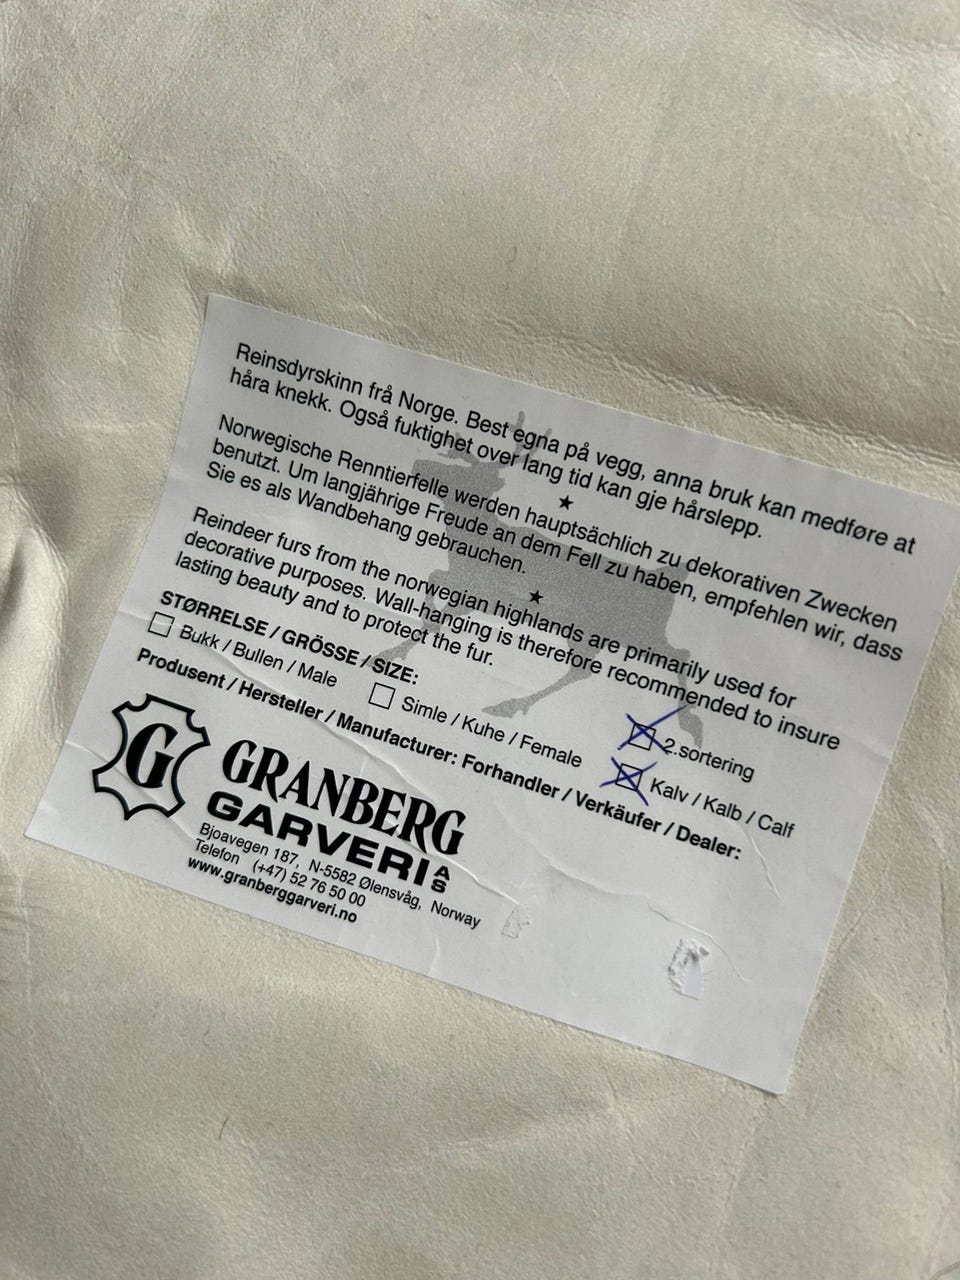 Reinsdyrskinn frå Norge. Best egna på vegg, anna bruk kan medføre at
håra knekk. Også fuktighet over lang tid kan gje hårslepp.
★
Norwegische Renntierfelle werden hauptsächlich zu dekorativen Zwecken
benutzt. Um langjährige Freude an dem Fell zu haben, empfehlen wir, dass
Sie es als Wandbehang gebrauchen.
★
Reindeer furs from the norwegian highlands are primarily used for
decorative purposes. Wall-hanging is therefore recommended to insure
lasting beauty and to protect the fur.
STØRRELSE / GRÖSSE / SIZE:
2.sortering
Bukk / Bullen / Male Simle / Kuhe / Female Kalv / Kalb / Calf
Produsent / Hersteller / Manufacturer: Forhandler / Verkäufer / Dealer:
G
GRANBERG
GARVERI AS
Bjoavegen 187, N-5582 Ølensvåg, Norway
Telefon (+47) 52 76 50 00
www.granberggarveri.no